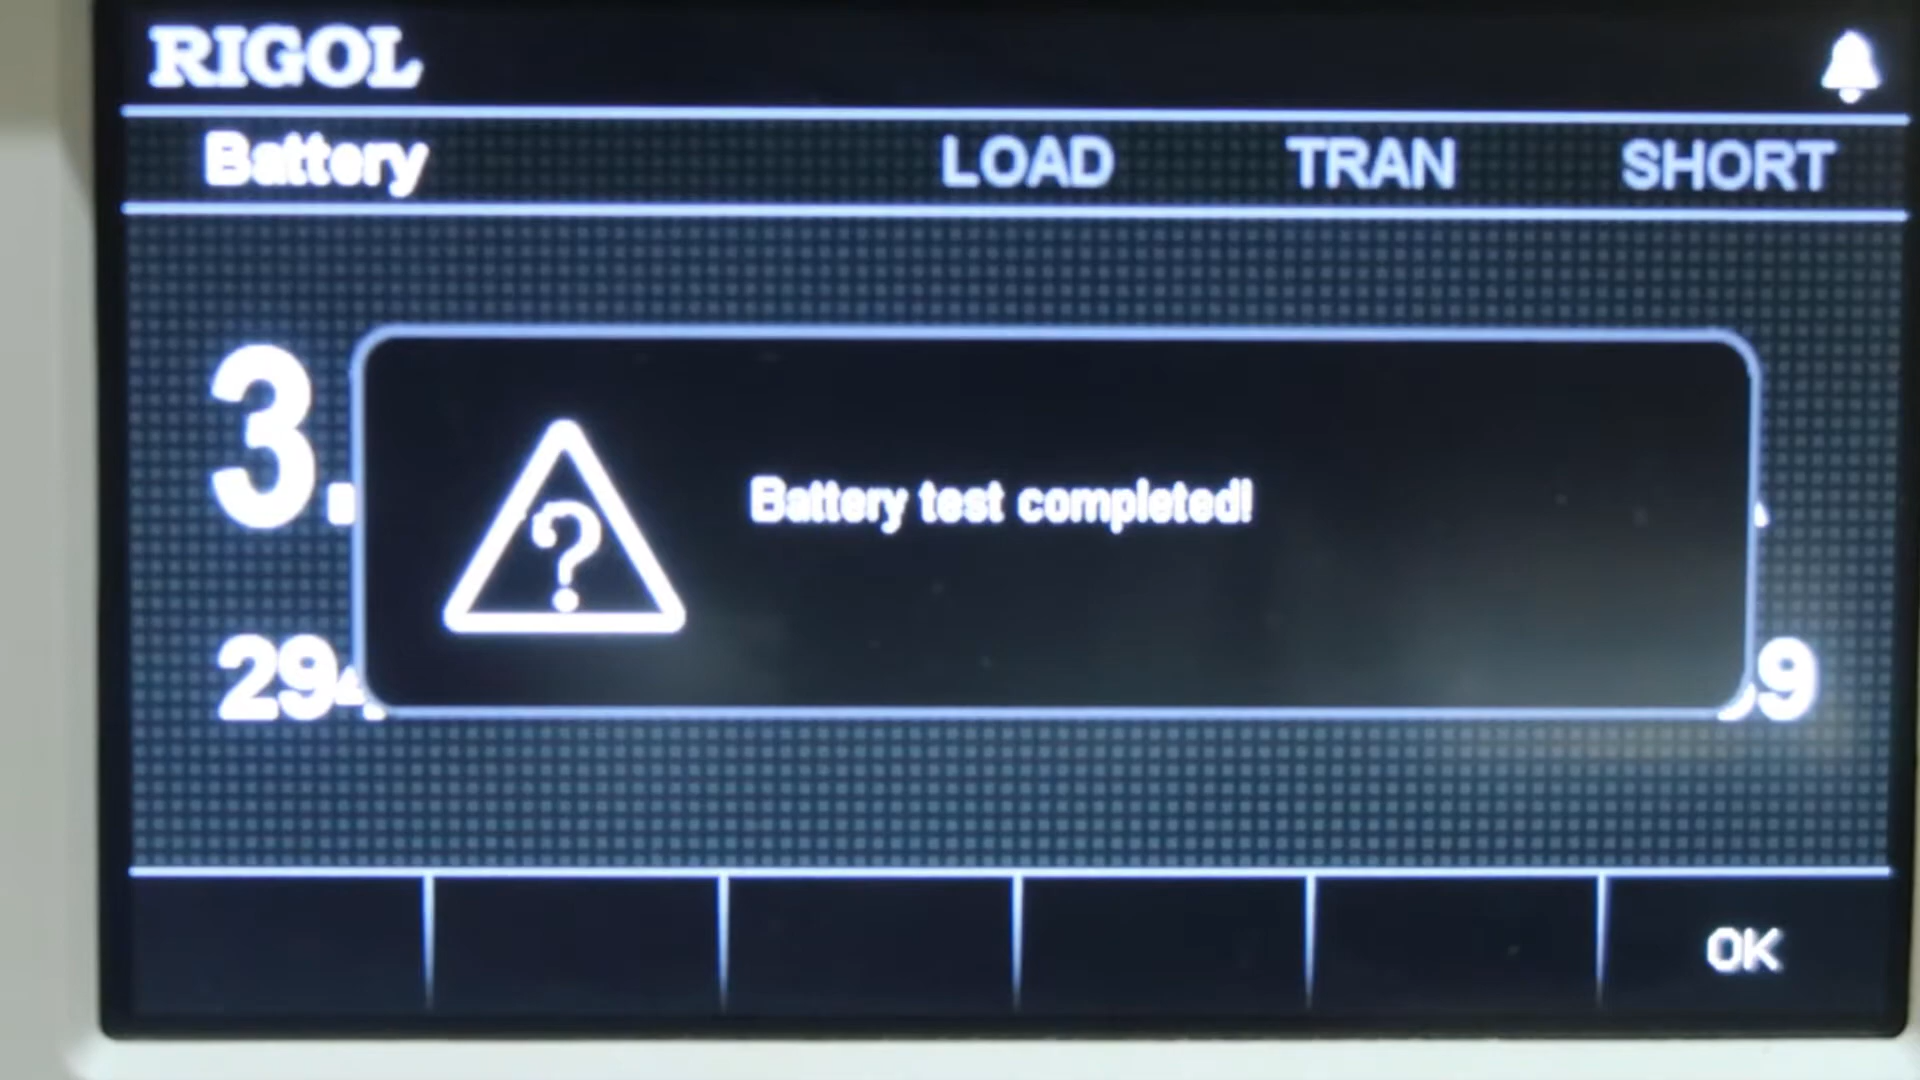 RIGOL
Battery LOAD TRAN SHORT
3.
Battery test completed!
29
9
OK